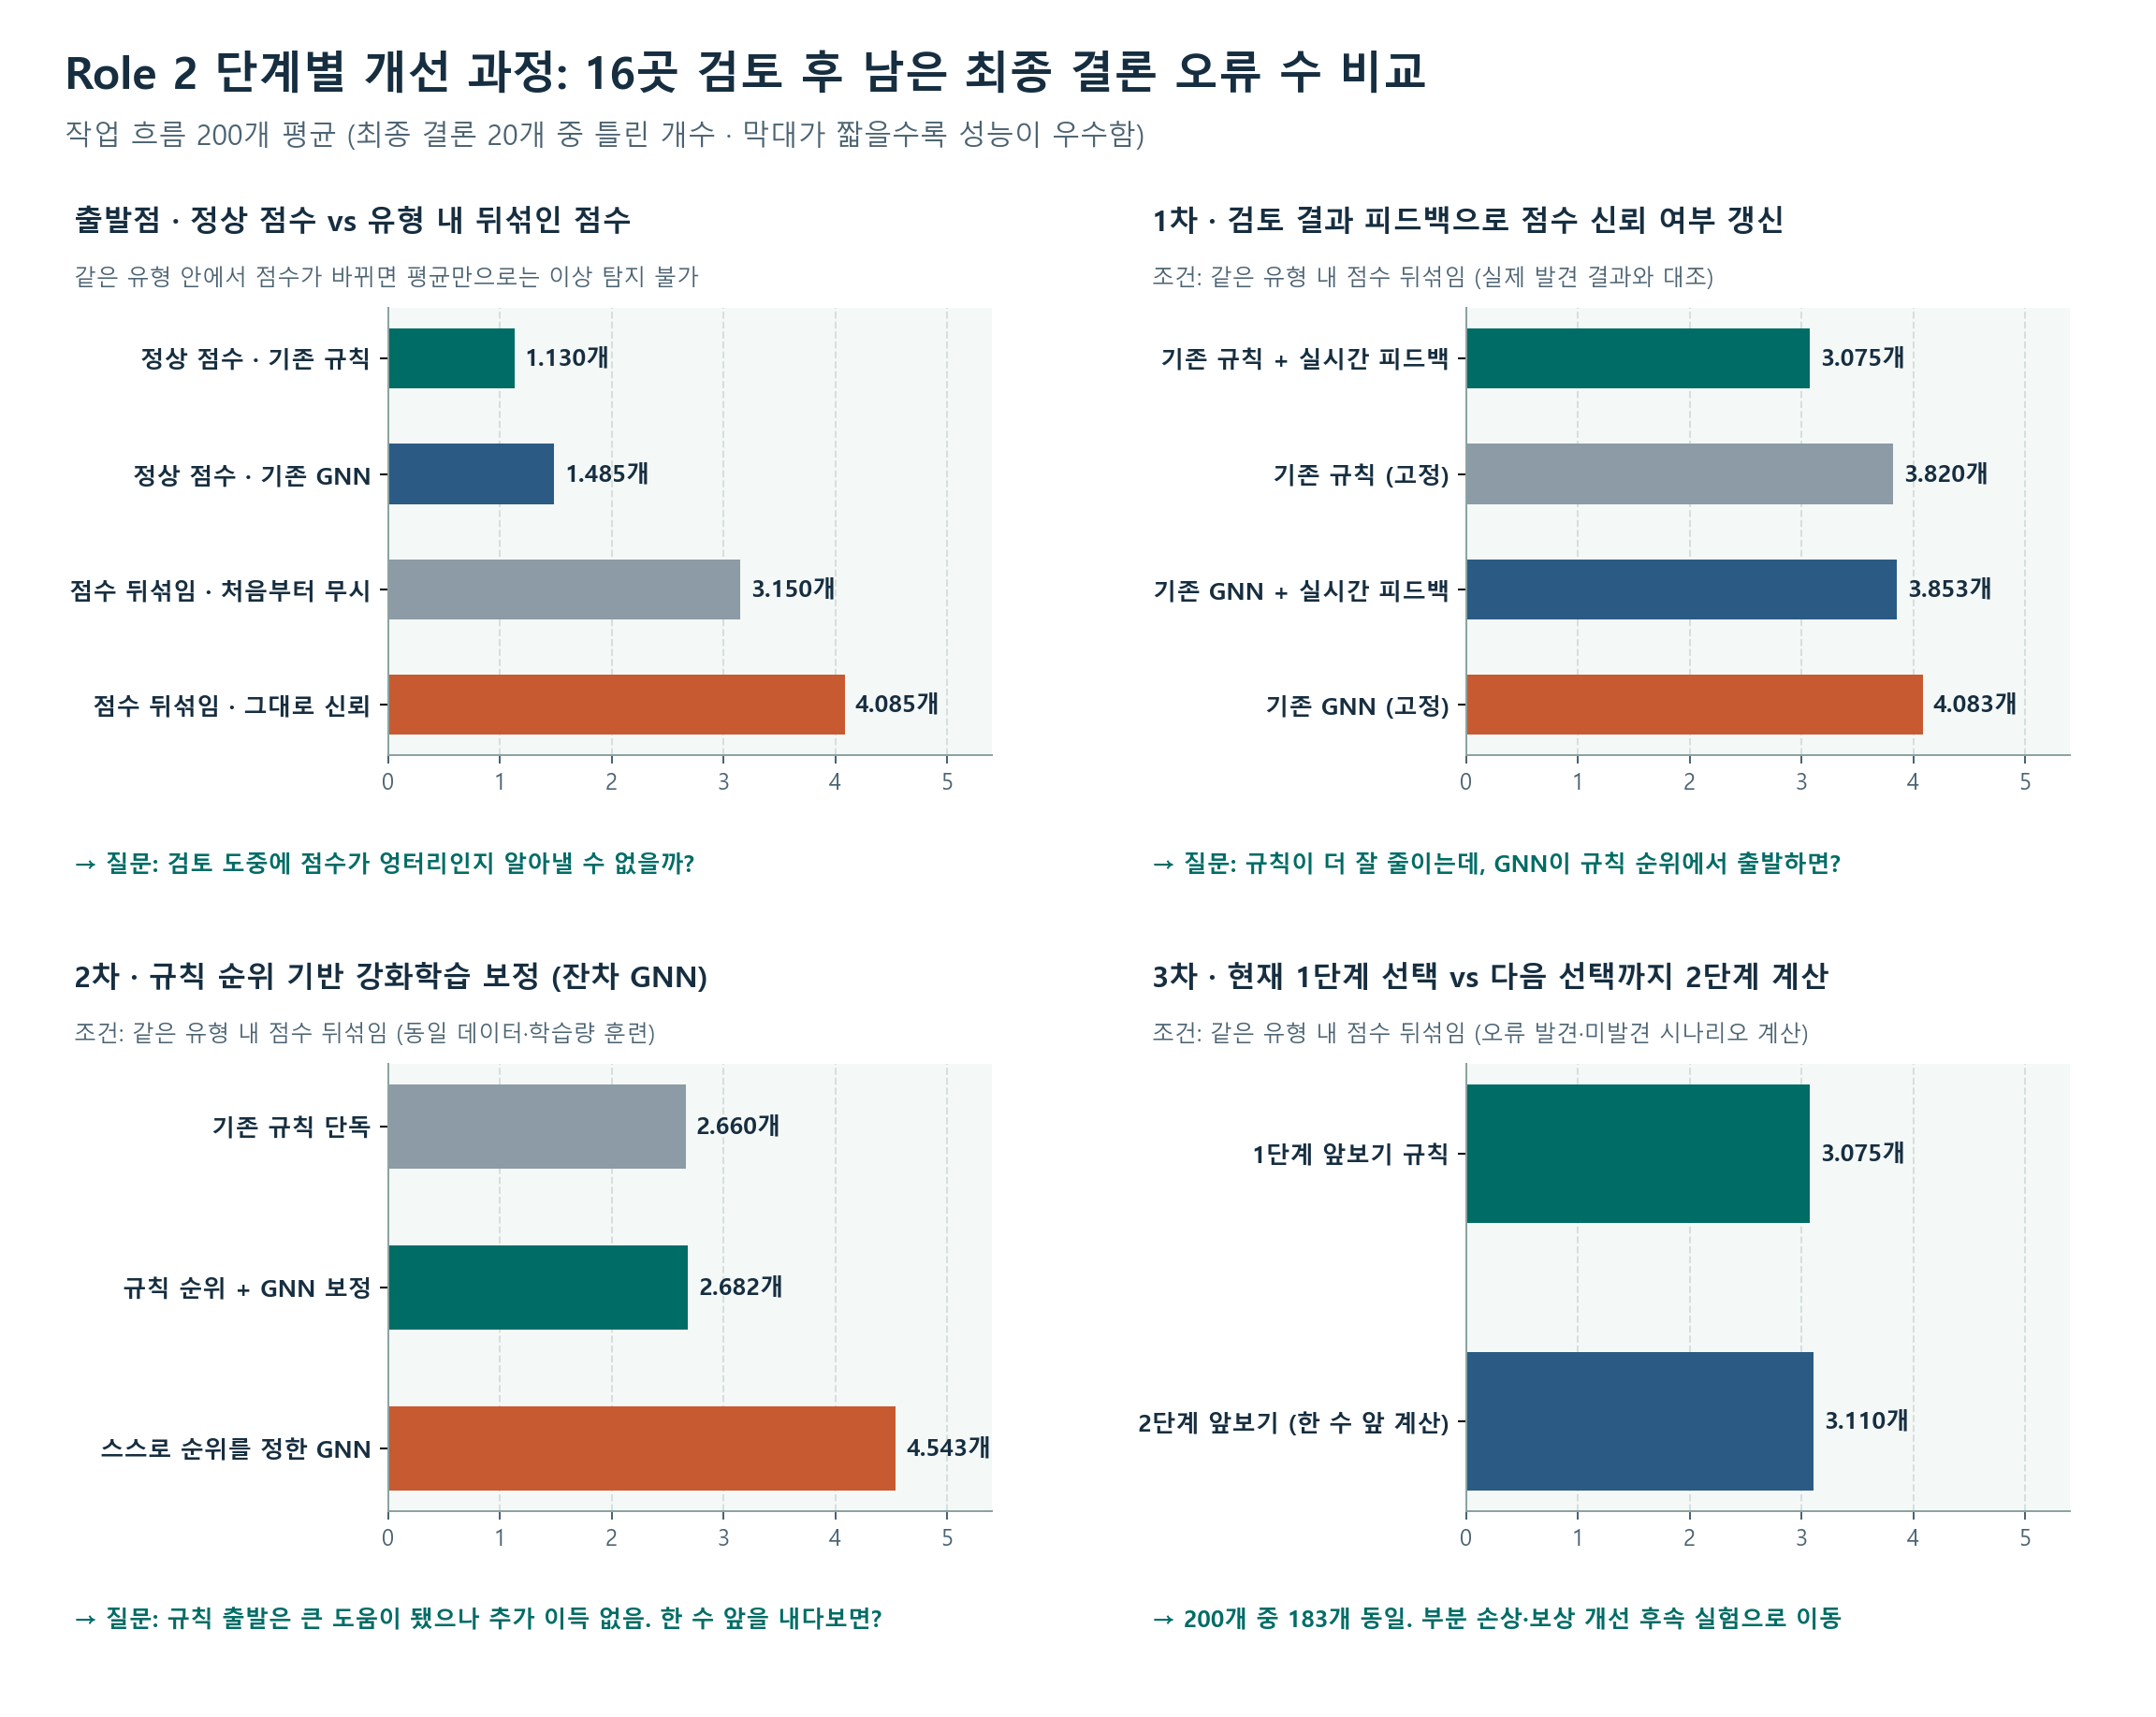 Role 2 단계별 개선 과정: 16곳 검토 후 남은 최종 결론 오류 수 비교
작업 흐름 200개 평균 (최종 결론 20개 중 틀린 개수 · 막대가 짧을수록 성능이 우수함)
출발점 · 정상 점수 vs 유형 내 뒤섞인 점수
같은 유형 안에서 점수가 바뀌면 평균만으로는 이상 탐지 불가
정상 점수 · 기존 규칙
1.130개
정상 점수 · 기존 GNN
1.485개
점수 뒤섞임 · 처음부터 무시
3.150개
점수 뒤섞임 · 그대로 신뢰
4.085개
0 1 2 3 4 5
→ 질문: 검토 도중에 점수가 엉터리인지 알아낼 수 없을까?
1차 · 검토 결과 피드백으로 점수 신뢰 여부 갱신
조건: 같은 유형 내 점수 뒤섞임 (실제 발견 결과와 대조)
기존 규칙 + 실시간 피드백
3.075개
기존 규칙 (고정)
3.820개
기존 GNN + 실시간 피드백
3.853개
기존 GNN (고정)
4.083개
0 1 2 3 4 5
→ 질문: 규칙이 더 잘 줄이는데, GNN이 규칙 순위에서 출발하면?
2차 · 규칙 순위 기반 강화학습 보정 (잔차 GNN)
조건: 같은 유형 내 점수 뒤섞임 (동일 데이터·학습량 훈련)
기존 규칙 단독
2.660개
규칙 순위 + GNN 보정
2.682개
스스로 순위를 정한 GNN
4.543개
0 1 2 3 4 5
→ 질문: 규칙 출발은 큰 도움이 됐으나 추가 이득 없음. 한 수 앞을 내다보면?
3차 · 현재 1단계 선택 vs 다음 선택까지 2단계 계산
조건: 같은 유형 내 점수 뒤섞임 (오류 발견·미발견 시나리오 계산)
1단계 앞보기 규칙
3.075개
2단계 앞보기 (한 수 앞 계산)
3.110개
0 1 2 3 4 5
→ 200개 중 183개 동일. 부분 손상·보상 개선 후속 실험으로 이동